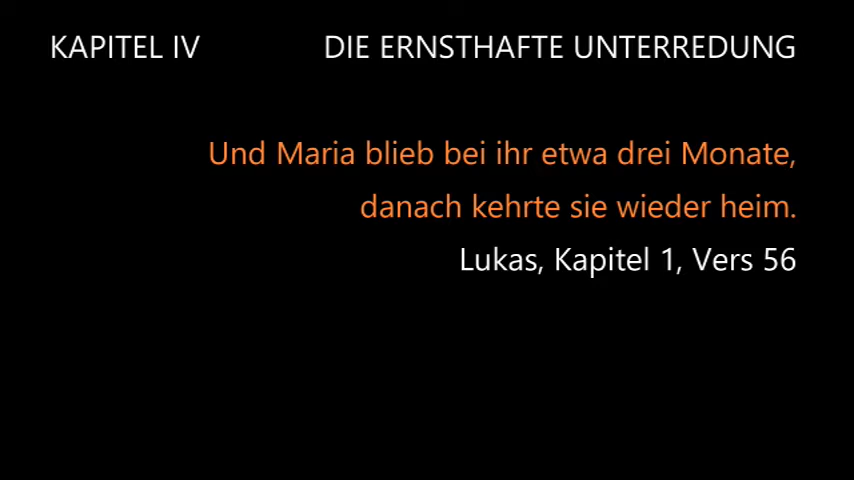 KAPITEL IV DIE ERNSTHAFTE UNTERREDUNG
Und Maria blieb bei ihr etwa drei Monate,
danach kehrte sie wieder heim.
Lukas, Kapitel 1, Vers 56